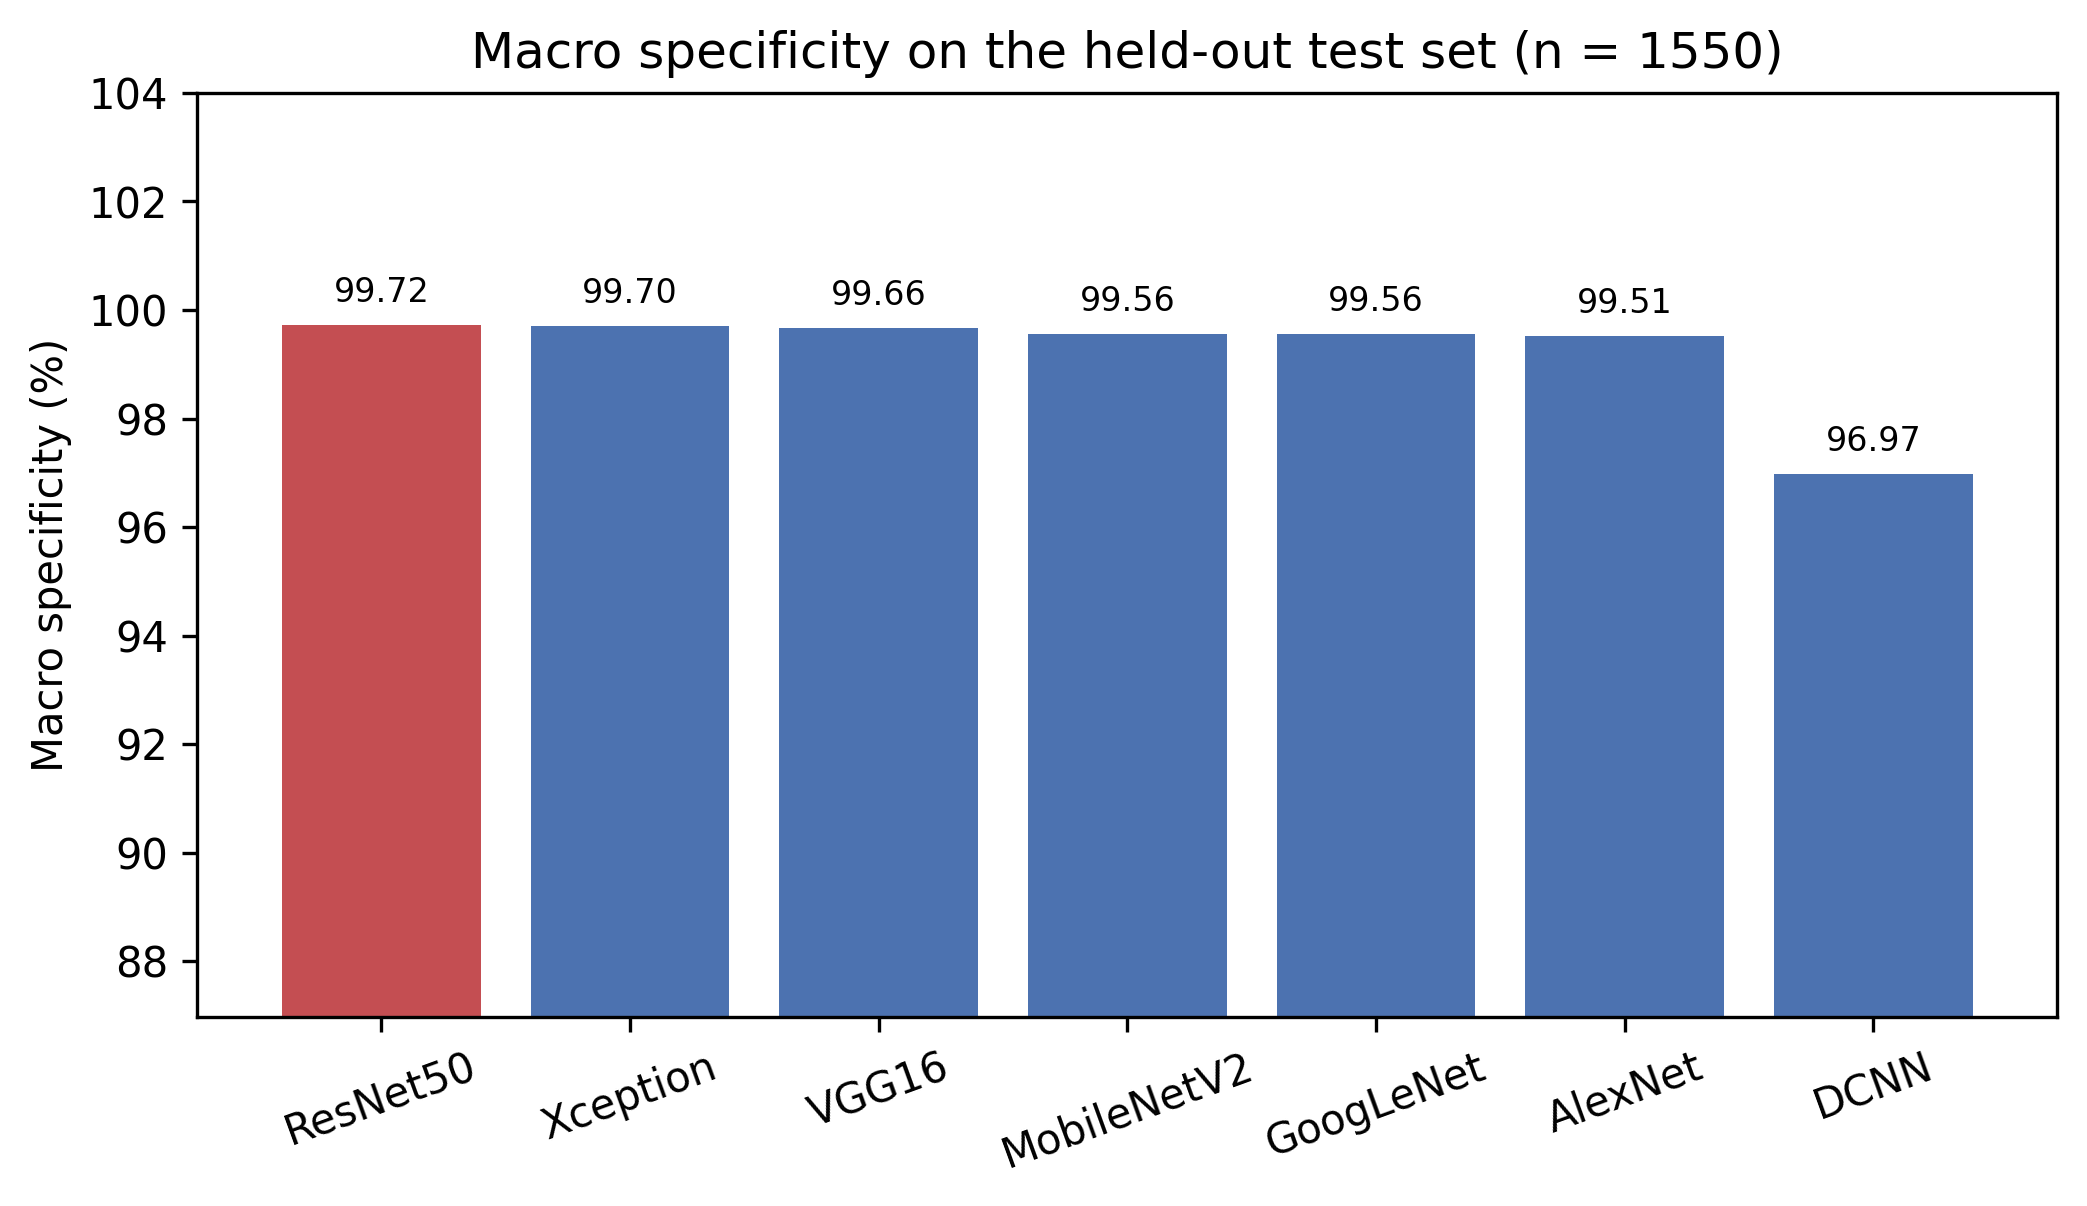 Macro specificity on the held-out test set (n = 1550)
Macro specificity (%)
104
102
100
98
96
94
92
90
88
99.72
99.70
99.66
99.56
99.56
99.51
96.97
ResNet50
Xception
VGG16
MobileNetV2
GoogLeNet
AlexNet
DCNN